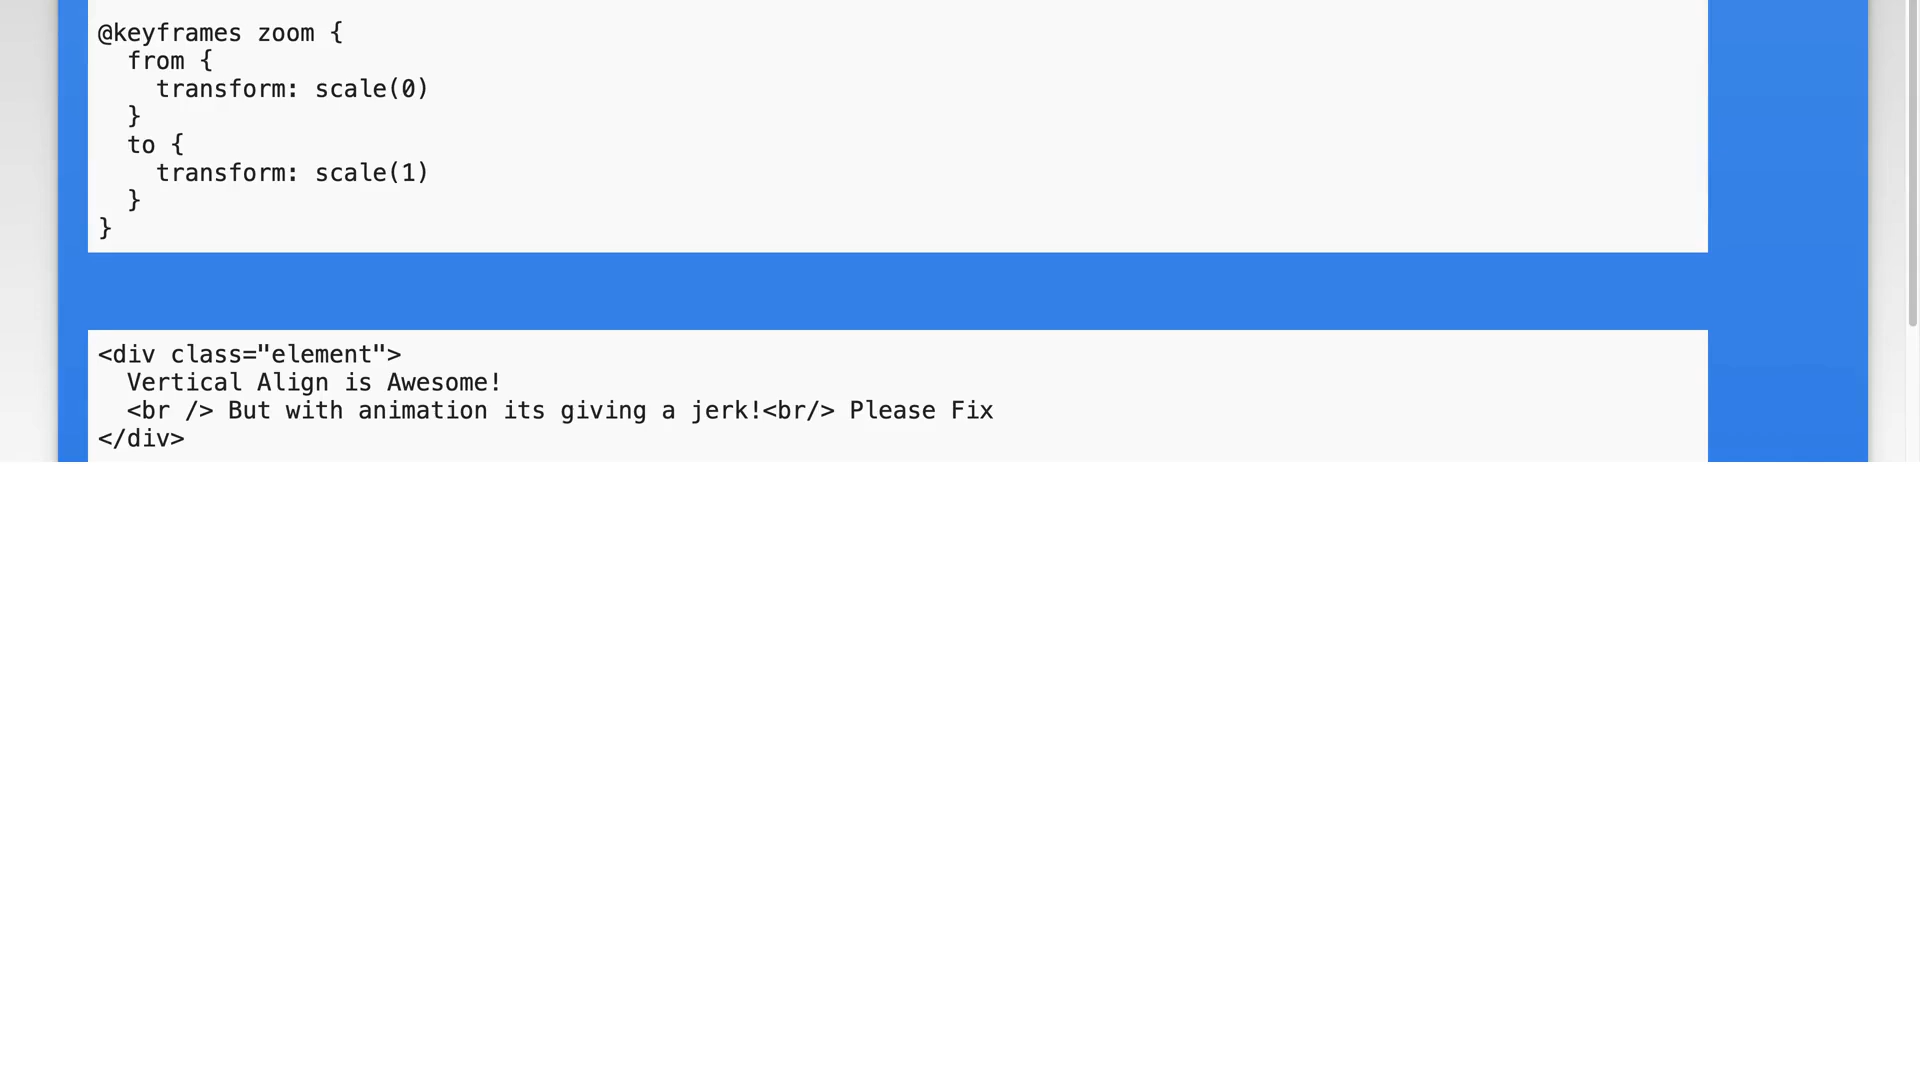 @keyframes zoom {
  from {
    transform: scale(0)
  }
  to {
    transform: scale(1)
  }
}
<div class="element">
  Vertical Align is Awesome!
  <br /> But with animation its giving a jerk!<br/> Please Fix
</div>